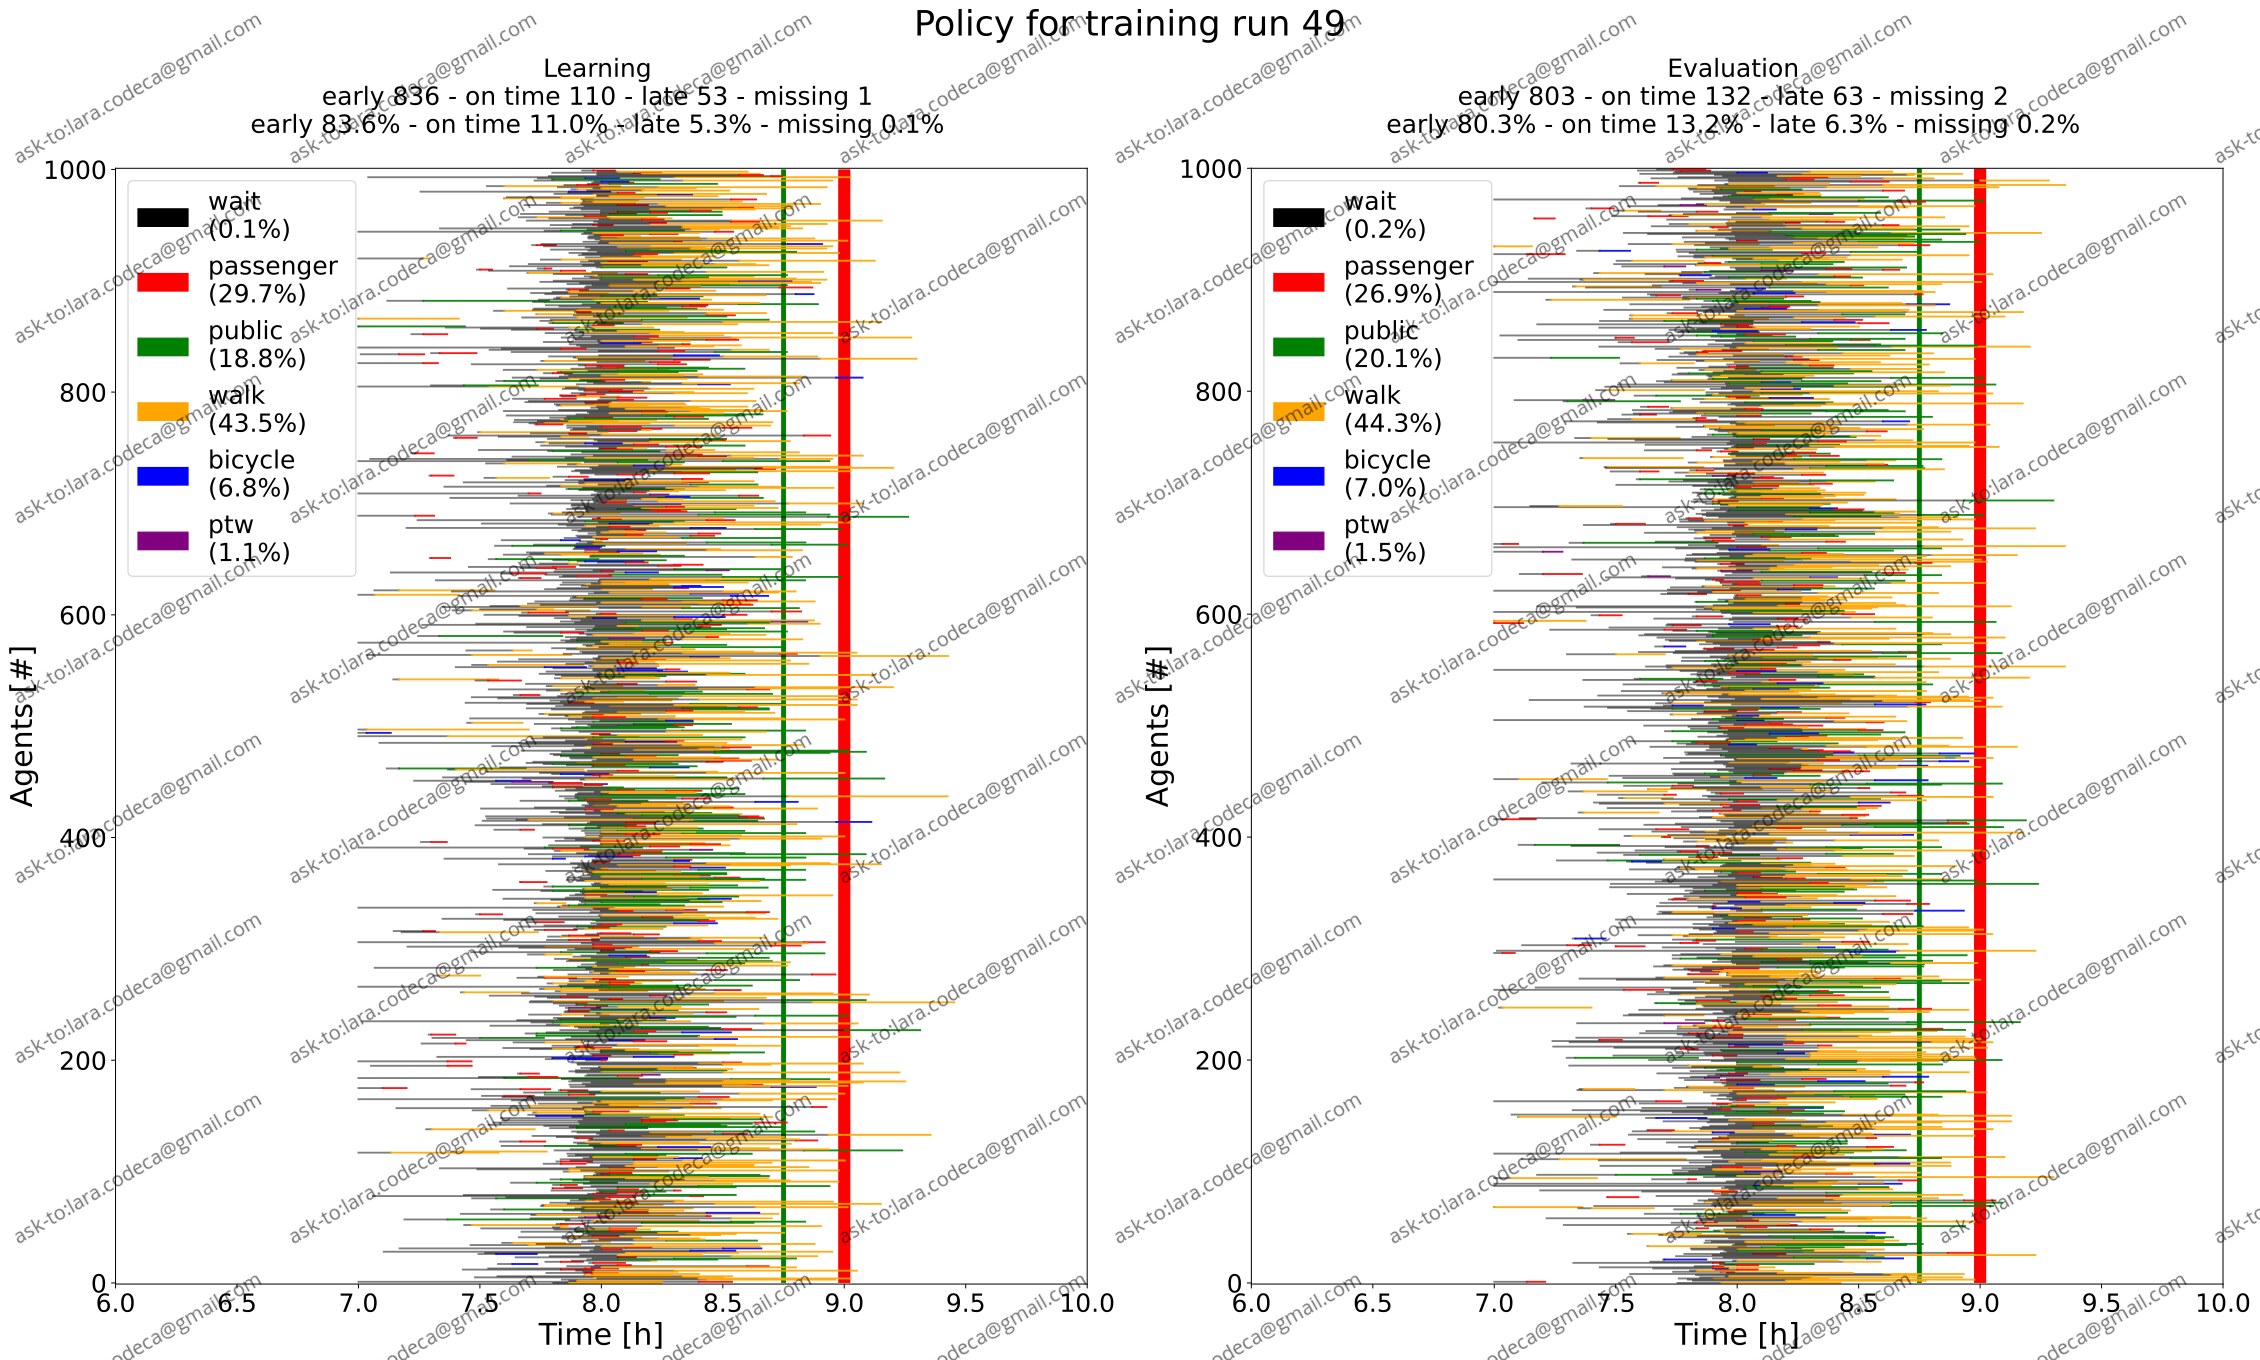 Policy for training run 49
Learning
early 836 - on time 110 - late 53 - missing 1
early 83.6% - on time 11.0% - late 5.3% - missing 0.1%
1000
800
600
400
200
0
Agents [#]
wait
(0.1%)
passenger
(29.7%)
public
(18.8%)
walk
(43.5%)
bicycle
(6.8%)
ptw
(1.1%)
6.0 6.5 7.0 7.5 8.0 8.5 9.0 9.5 10.0
Time [h]
Evaluation
early 803 - on time 132 - late 63 - missing 2
early 80.3% - on time 13.2% - late 6.3% - missing 0.2%
1000
800
600
400
200
0
Agents [#]
wait
(0.2%)
passenger
(26.9%)
public
(20.1%)
walk
(44.3%)
bicycle
(7.0%)
ptw
(1.5%)
6.0 6.5 7.0 7.5 8.0 8.5 9.0 9.5 10.0
Time [h]
ask-to:lara.codeca@gmail.com